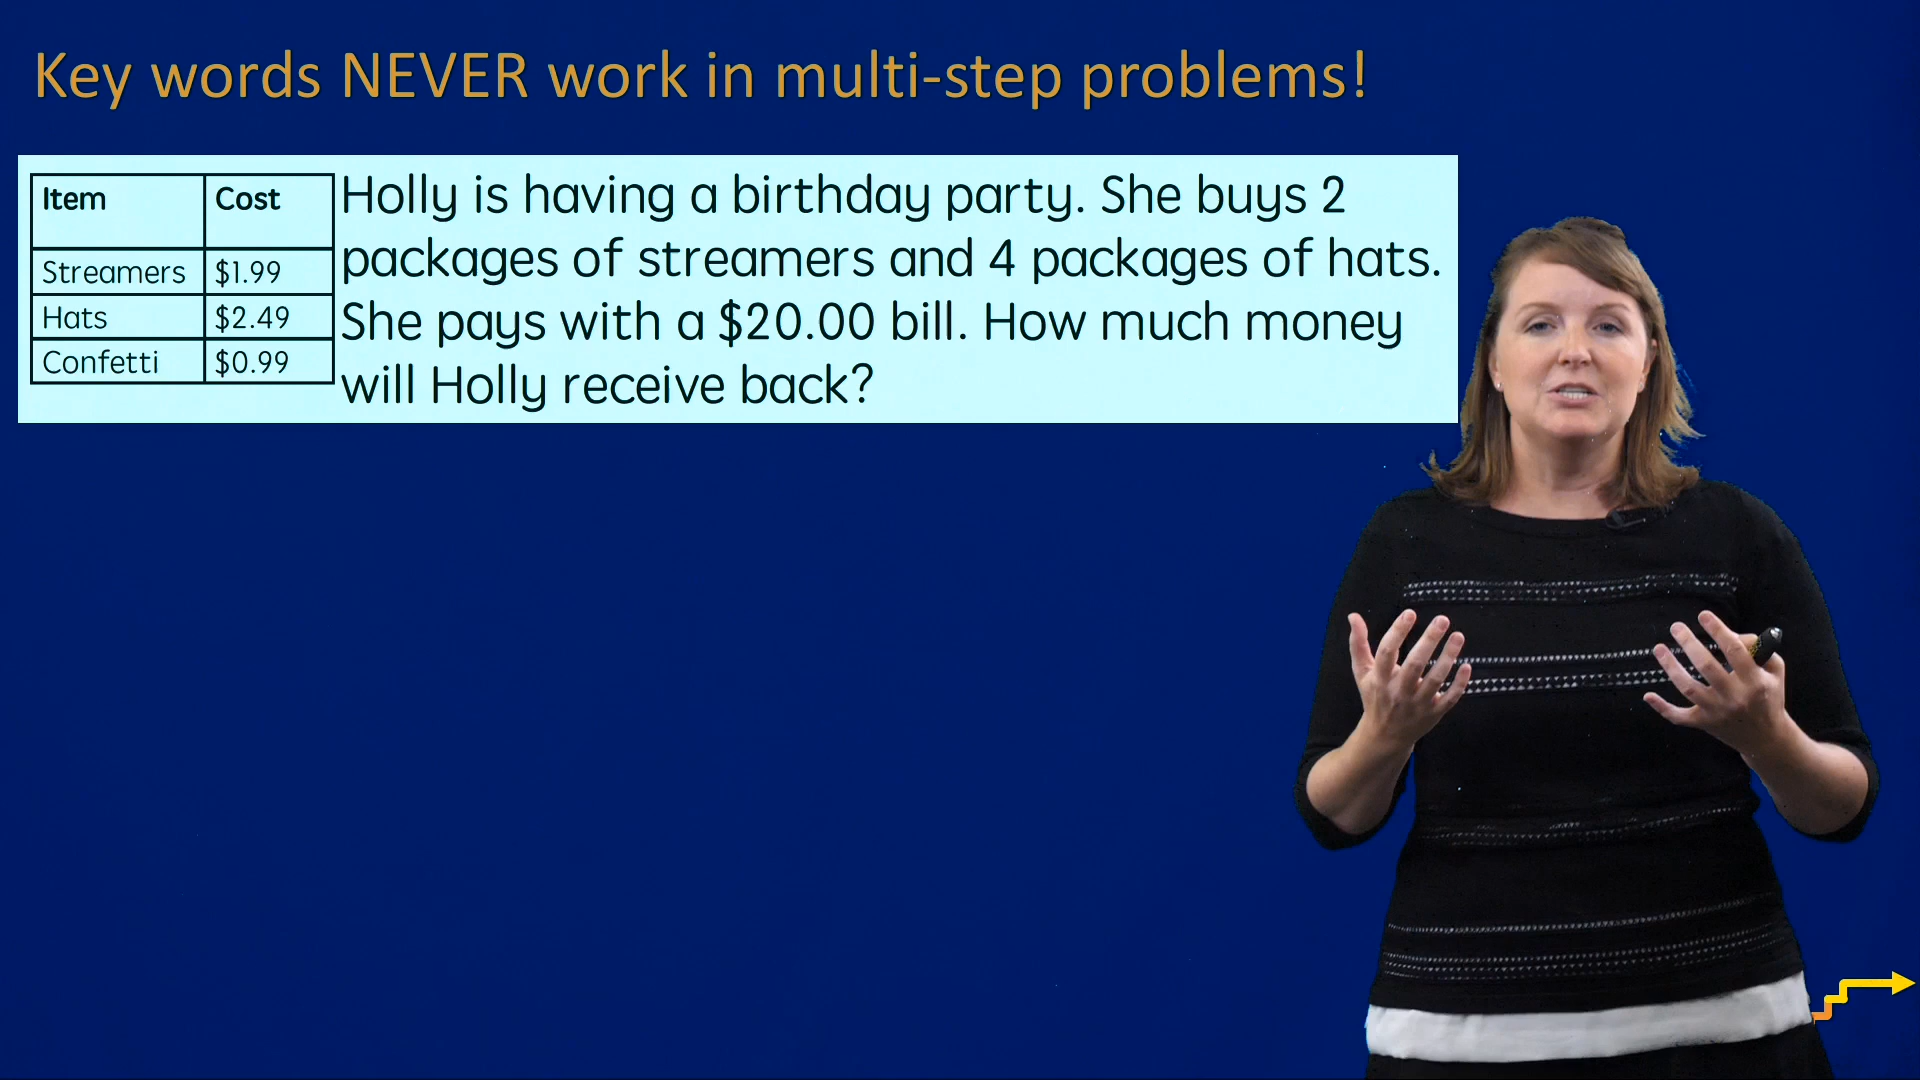 Key words NEVER work in multi-step problems!
Item Cost
Streamers $1.99
Hats $2.49
Confetti $0.99
Holly is having a birthday party. She buys 2
packages of streamers and 4 packages of hats.
She pays with a $20.00 bill. How much money
will Holly receive back?